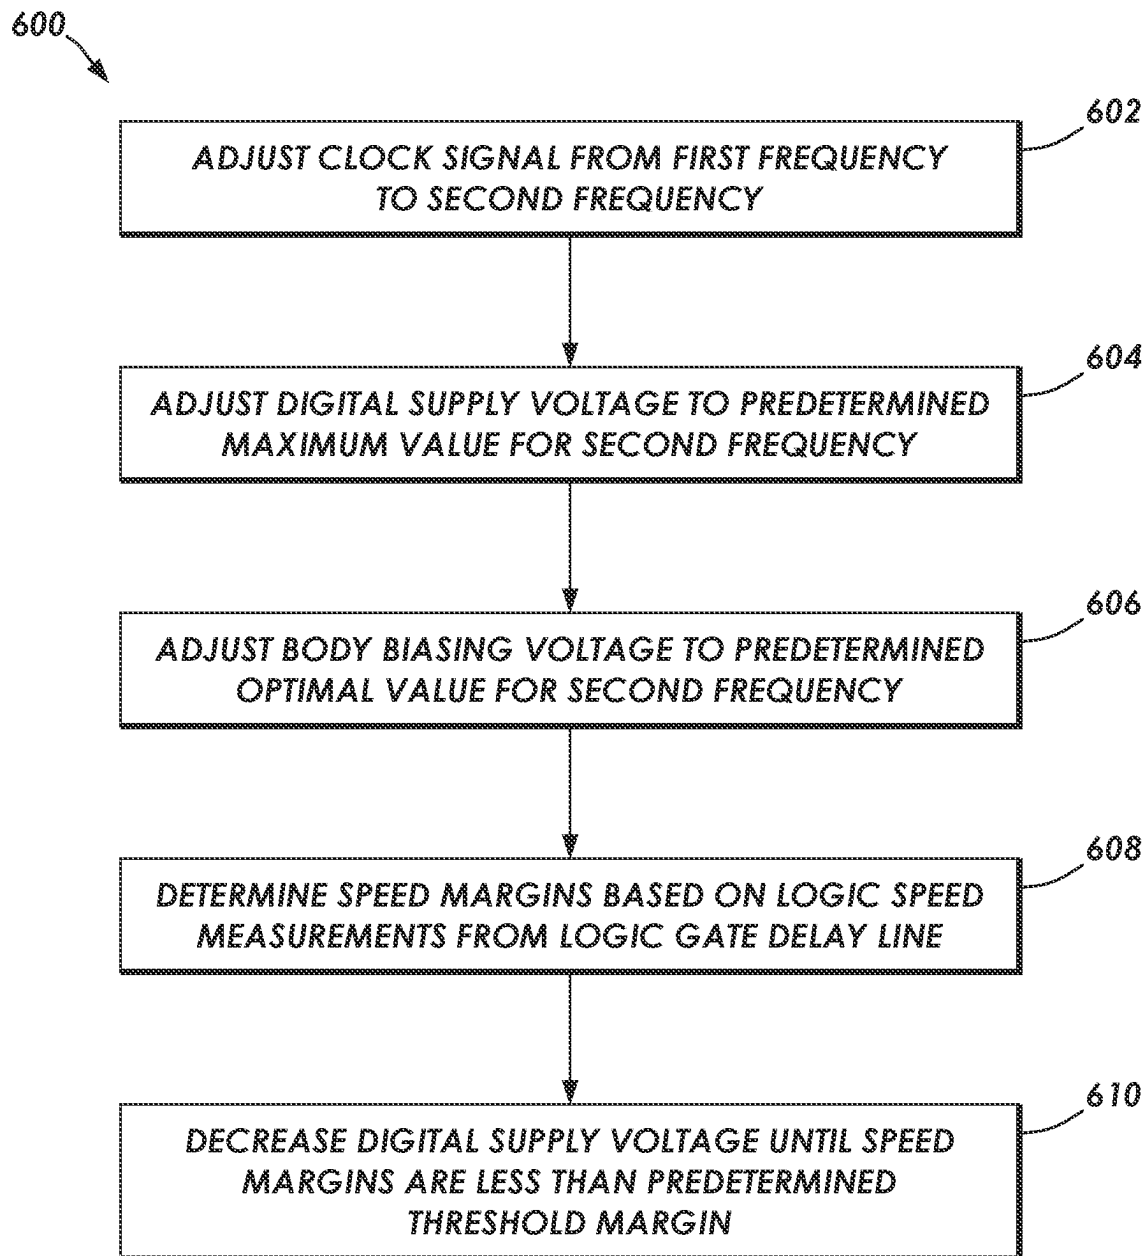 600
602
ADJUST CLOCK SIGNAL FROM FIRST FREQUENCY
TO SECOND FREQUENCY
604
ADJUST DIGITAL SUPPLY VOLTAGE TO PREDETERMINED
MAXIMUM VALUE FOR SECOND FREQUENCY
606
ADJUST BODY BIASING VOLTAGE TO PREDETERMINED
OPTIMAL VALUE FOR SECOND FREQUENCY
608
DETERMINE SPEED MARGINS BASED ON LOGIC SPEED
MEASUREMENTS FROM LOGIC GATE DELAY LINE
610
DECREASE DIGITAL SUPPLY VOLTAGE UNTIL SPEED
MARGINS ARE LESS THAN PREDETERMINED
THRESHOLD MARGIN